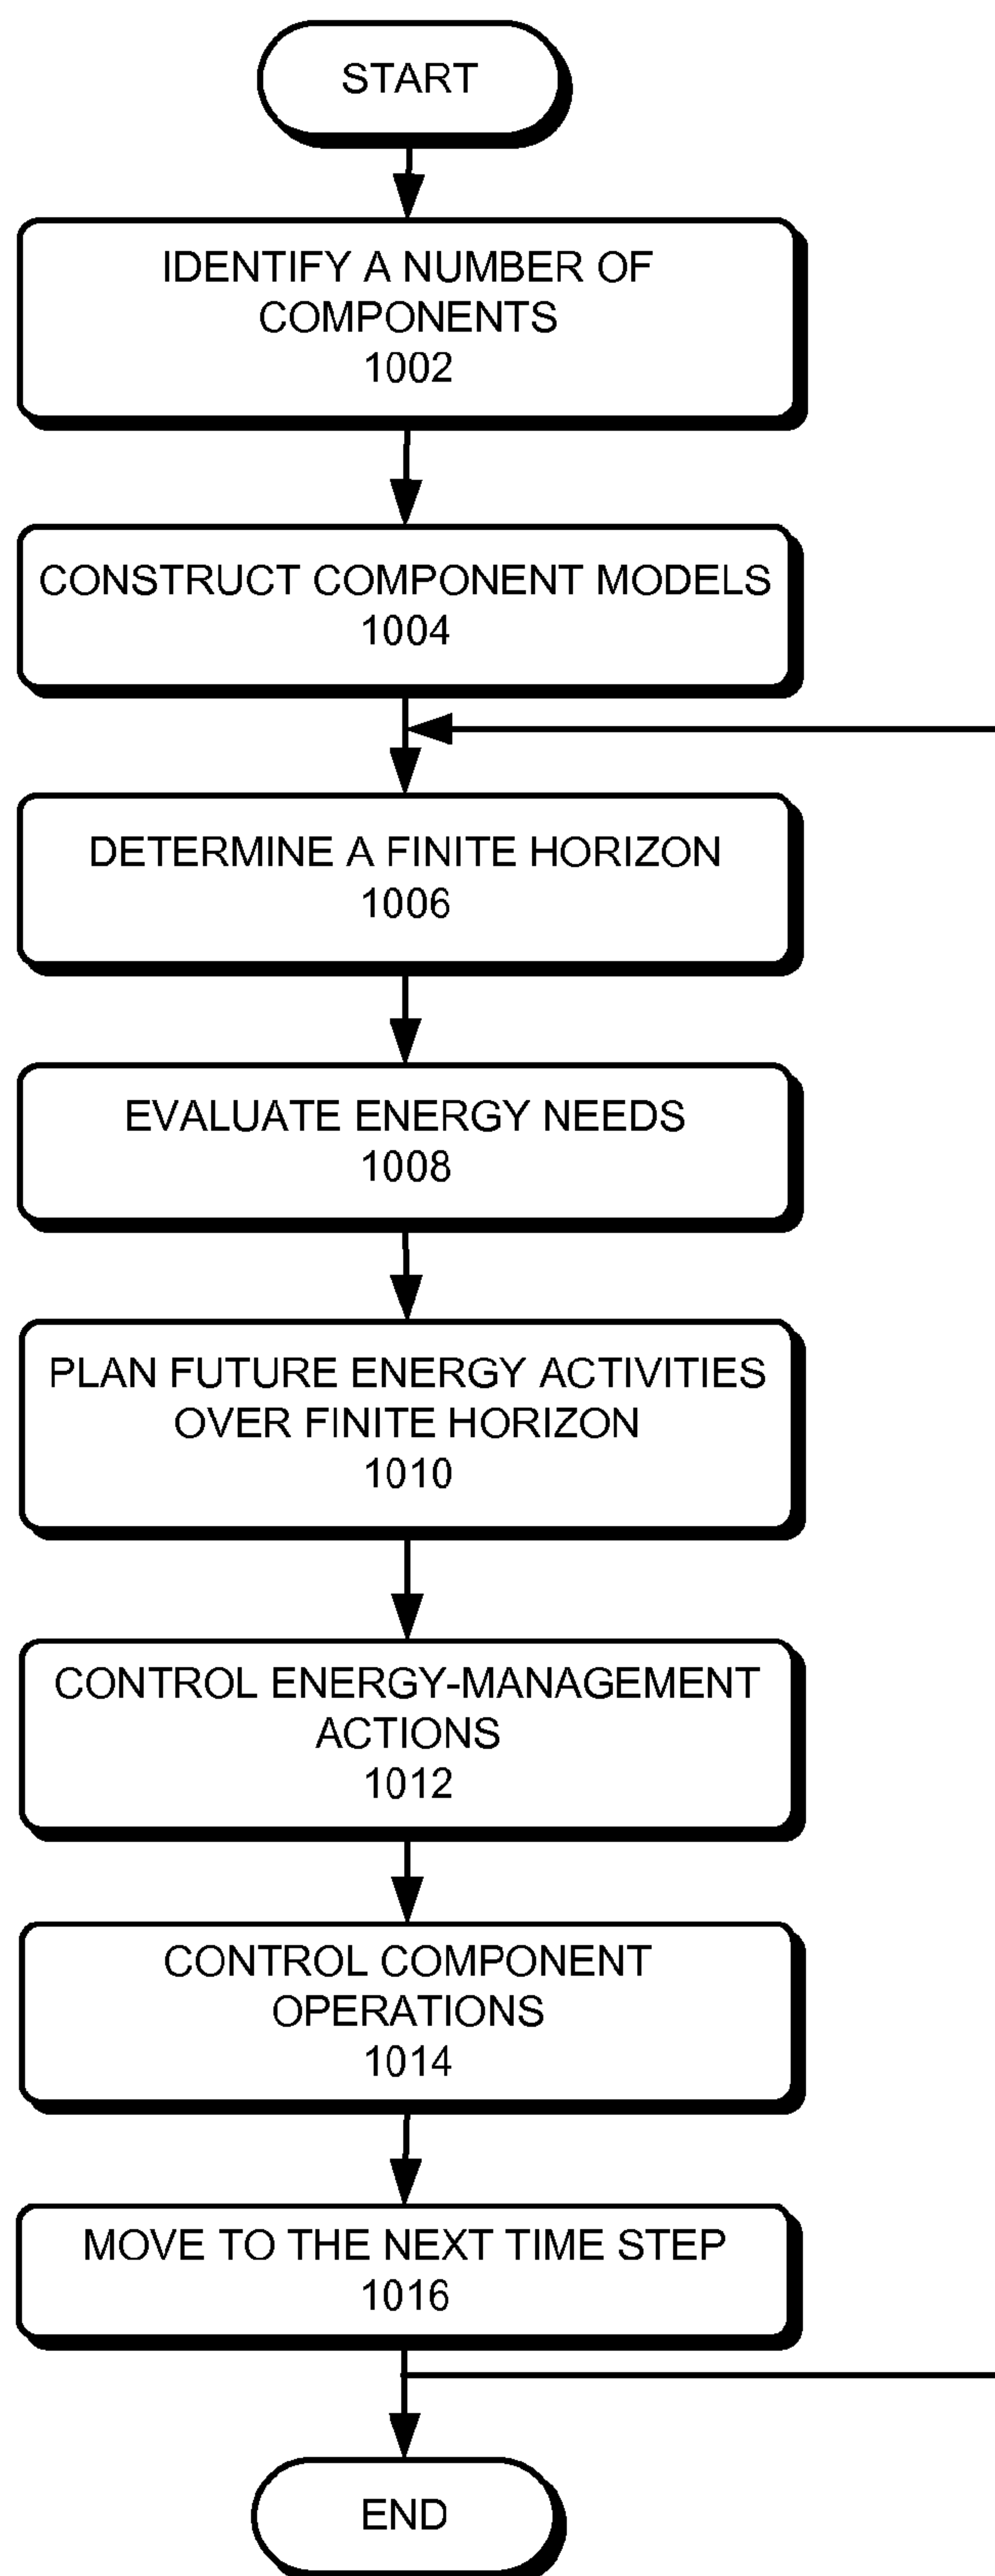 START
IDENTIFY A NUMBER OF
COMPONENTS
1002
CONSTRUCT COMPONENT MODELS
1004
DETERMINE A FINITE HORIZON
1006
EVALUATE ENERGY NEEDS
1008
PLAN FUTURE ENERGY ACTIVITIES
OVER FINITE HORIZON
1010
CONTROL ENERGY-MANAGEMENT
ACTIONS
1012
CONTROL COMPONENT
OPERATIONS
1014
MOVE TO THE NEXT TIME STEP
1016
END